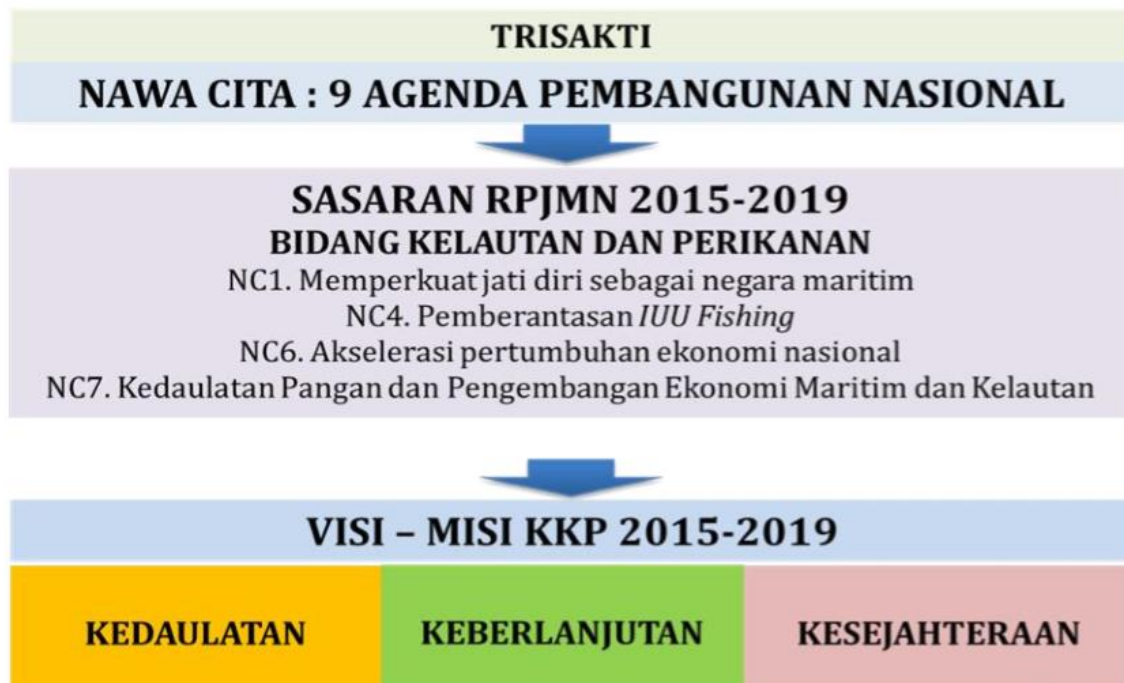 TRISAKTI
NAWA CITA : 9 AGENDA PEMBANGUNAN NASIONAL
SASARAN RPJMN 2015-2019
BIDANG KELAUTAN DAN PERIKANAN
NC1. Memperkuat jati diri sebagai negara maritim
NC4. Pemberantasan IUU Fishing
NC6. Akselerasi pertumbuhan ekonomi nasional
NC7. Kedaulatan Pangan dan Pengembangan Ekonomi Maritim dan Kelautan
VISI – MISI KKP 2015-2019
KEDAULATAN
KEBERLANJUTAN
KESEJAHTERAAN